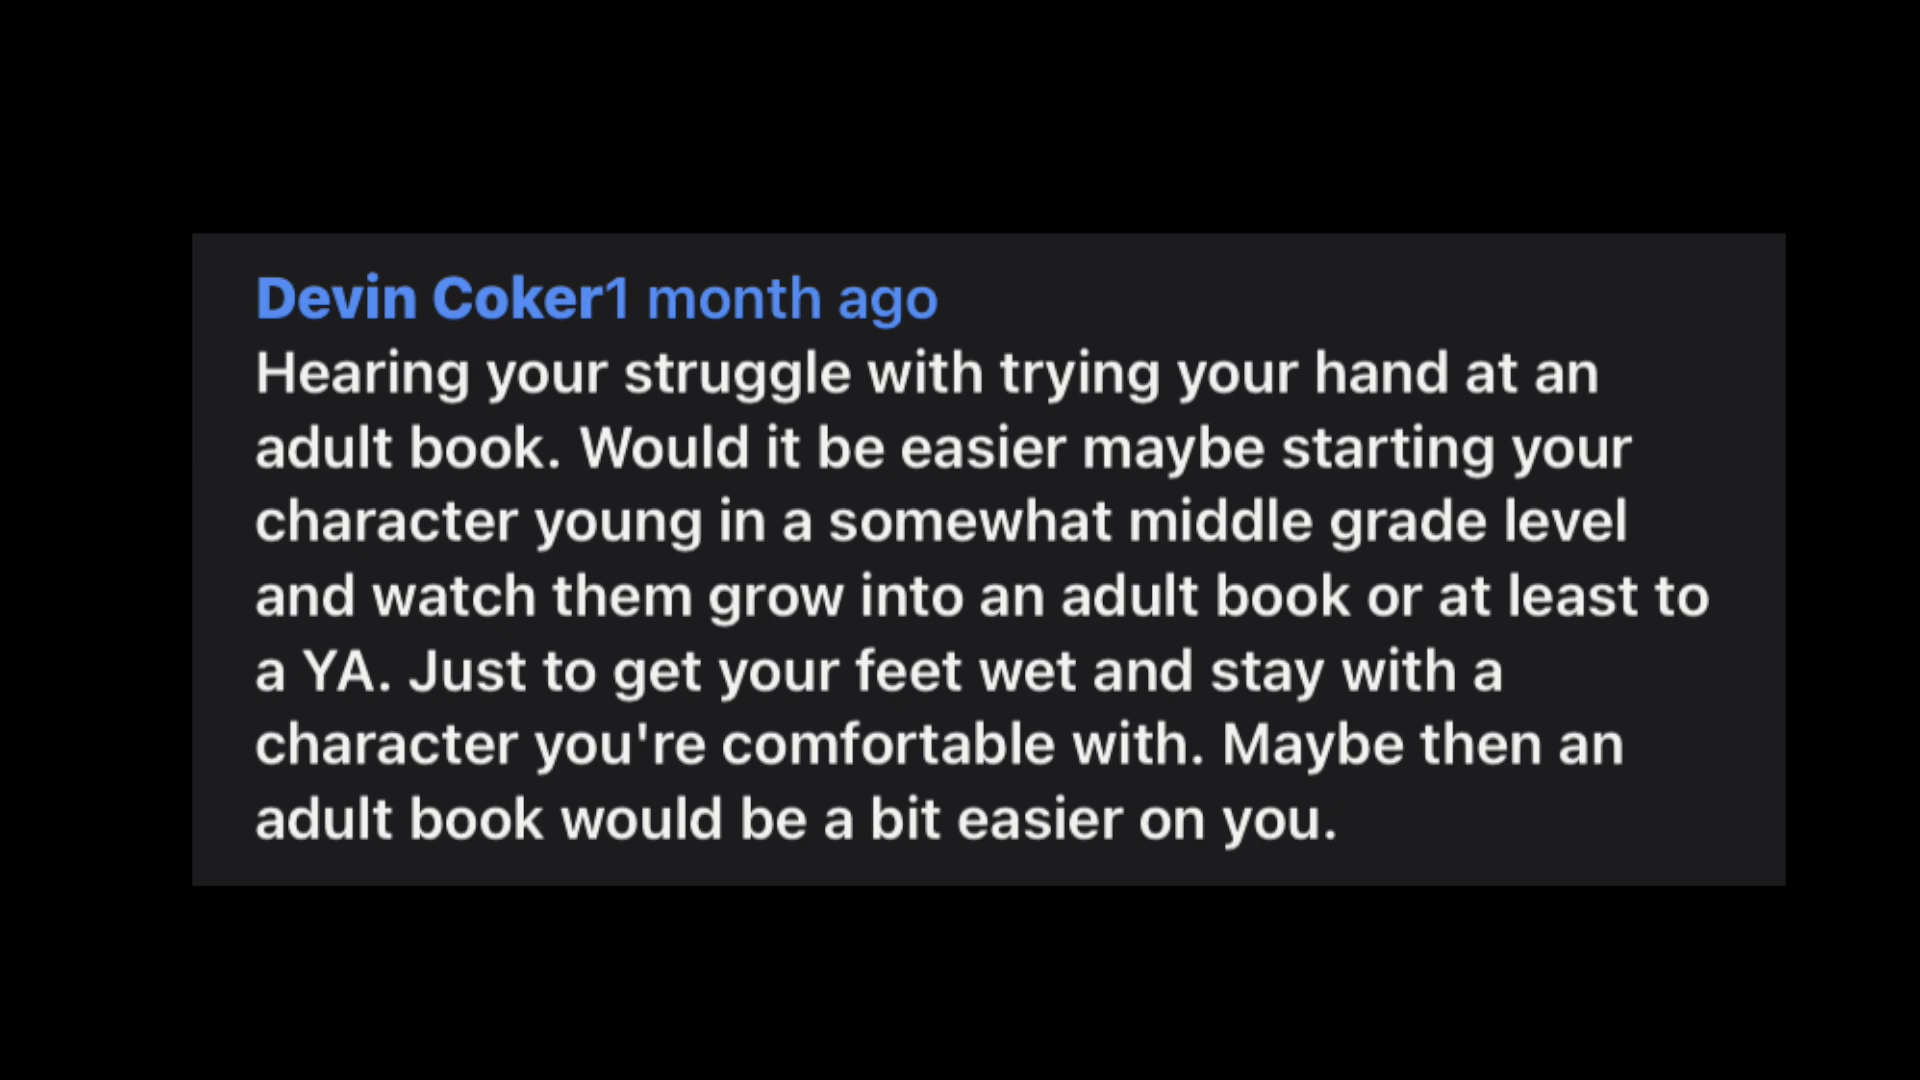 Devin Coker1 month ago
Hearing your struggle with trying your hand at an
adult book. Would it be easier maybe starting your
character young in a somewhat middle grade level
and watch them grow into an adult book or at least to
a YA. Just to get your feet wet and stay with a
character you're comfortable with. Maybe then an
adult book would be a bit easier on you.